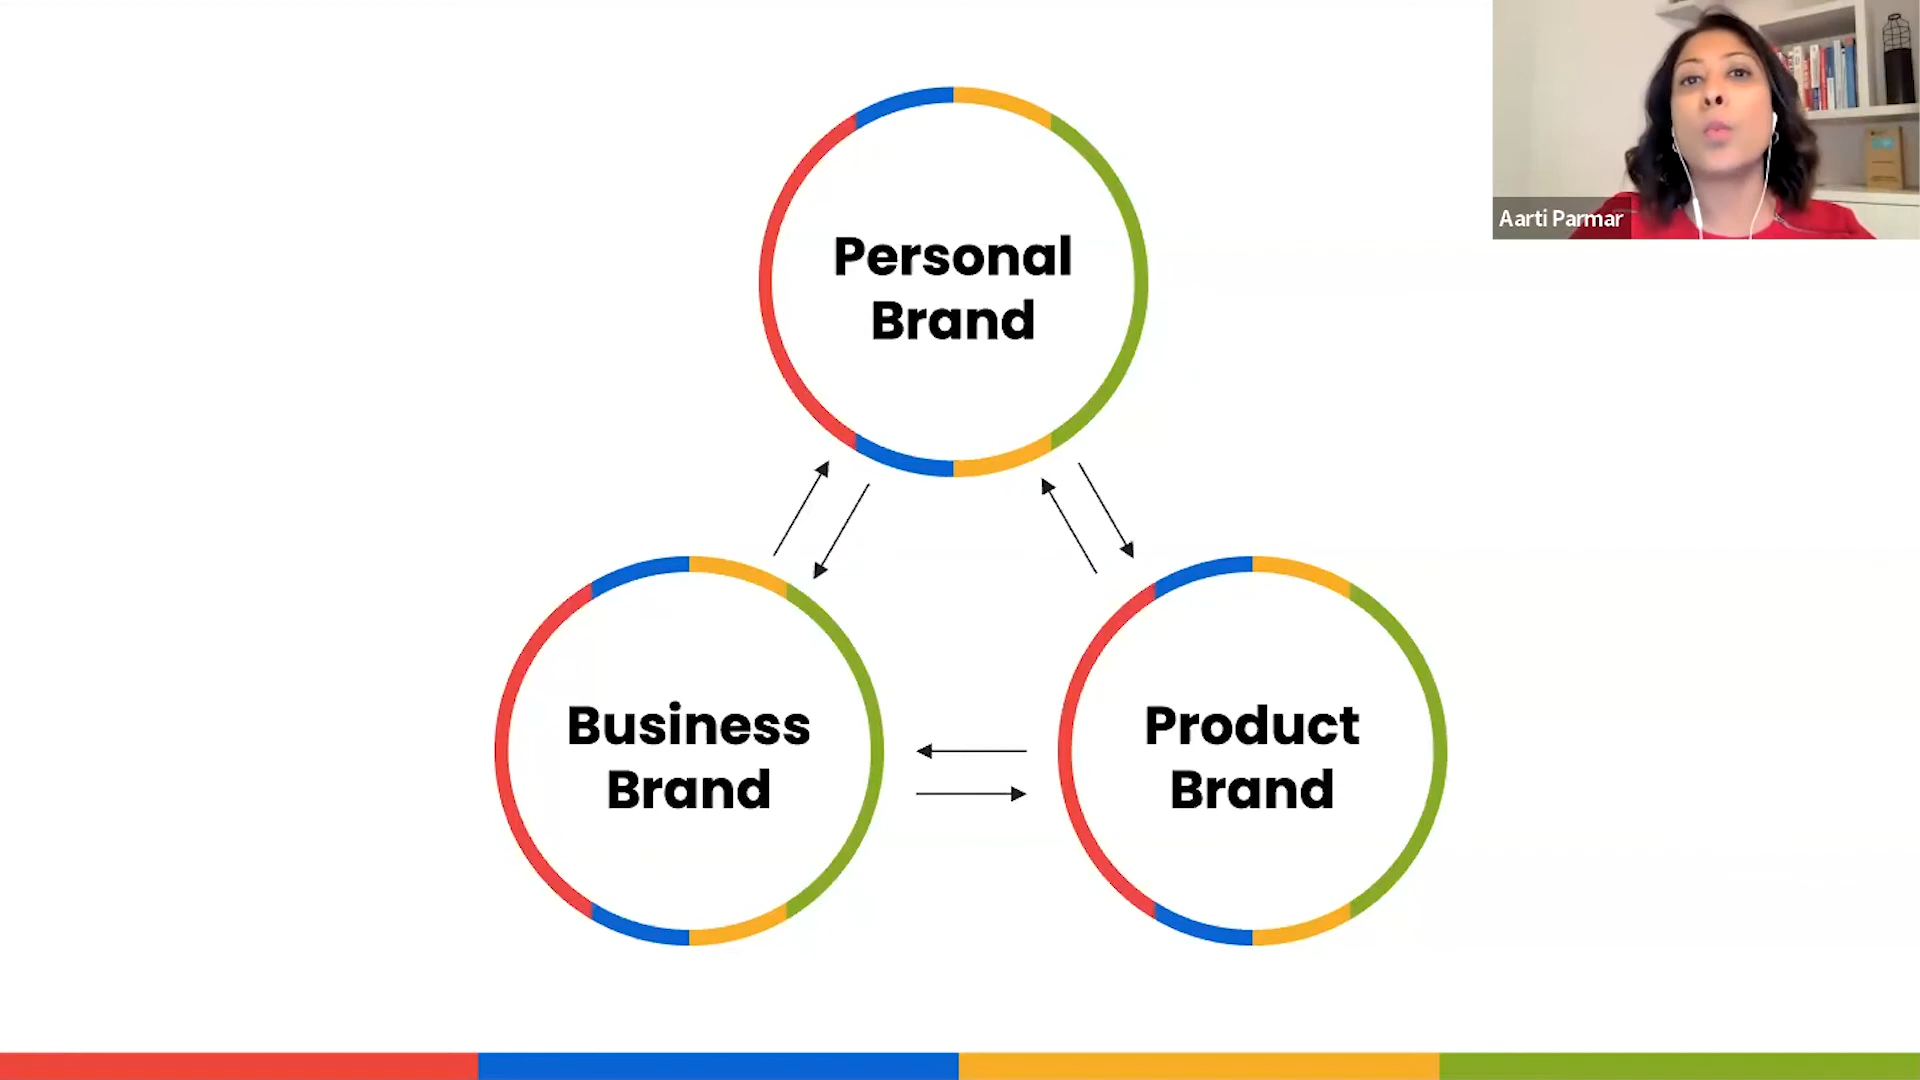 Personal
Brand
Aarti Parmar
Business
Brand
Product
Brand